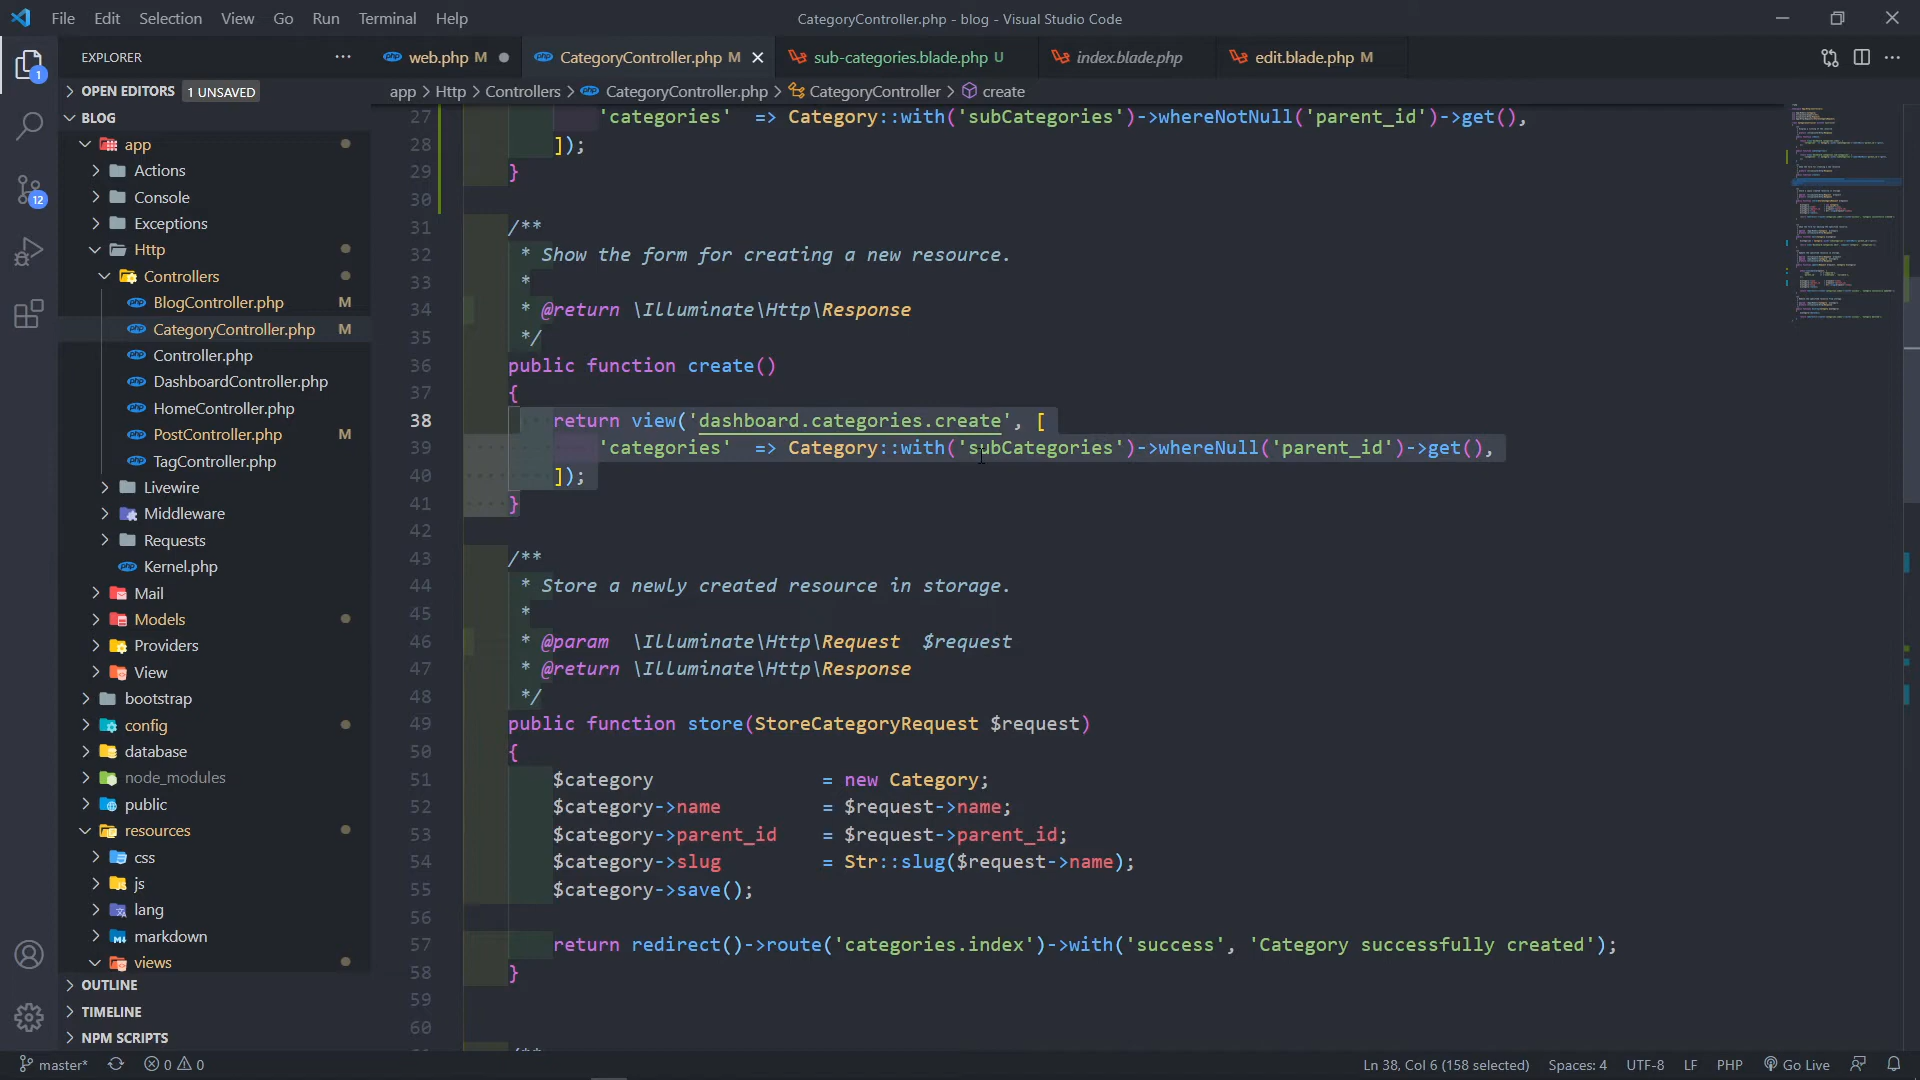 File Edit Selection View Go Run Terminal Help
CategoryController.php - blog - Visual Studio Code
EXPLORER
web.php M
CategoryController.php M
sub-categories.blade.php U
index.blade.php
edit.blade.php M
OPEN EDITORS 1 UNSAVED
app > Http > Controllers > CategoryController.php > CategoryController > create
BLOG
app
Actions
Console
Exceptions
Http
Controllers
BlogController.php M
CategoryController.php M
Controller.php
DashboardController.php
HomeController.php
PostController.php M
TagController.php
Livewire
Middleware
Requests
Kernel.php
Mail
Models
Providers
View
bootstrap
config
database
node_modules
public
resources
css
js
lang
markdown
views
OUTLINE
TIMELINE
NPM SCRIPTS
1
12
27 'categories' => Category::with('subCategories')->whereNotNull('parent_id')->get(),
28 ]);
29 }
30
31 /**
32 * Show the form for creating a new resource.
33 *
34 * @return \Illuminate\Http\Response
35 */
36 public function create()
37 {
38 return view('dashboard.categories.create', [
39 'categories' => Category::with('subCategories')->whereNull('parent_id')->get(),
40 ]);
41 }
42
43 /**
44 * Store a newly created resource in storage.
45 *
46 * @param \Illuminate\Http\Request $request
47 * @return \Illuminate\Http\Response
48 */
49 public function store(StoreCategoryRequest $request)
50 {
51 $category = new Category;
52 $category->name = $request->name;
53 $category->parent_id = $request->parent_id;
54 $category->slug = Str::slug($request->name);
55 $category->save();
56
57 return redirect()->route('categories.index')->with('success', 'Category successfully created');
58 }
59
60
master* 0 0
Ln 38, Col 6 (158 selected) Spaces: 4 UTF-8 LF PHP Go Live